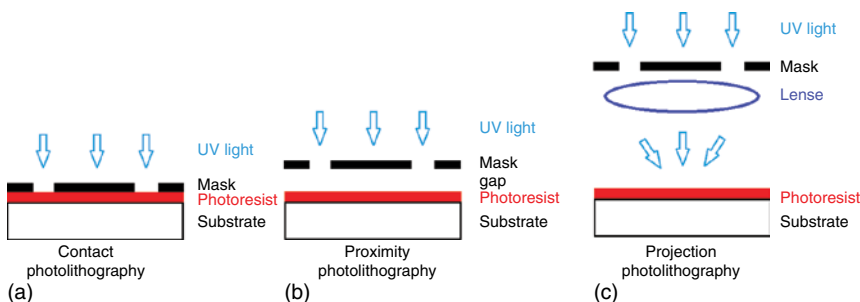 UV light
Mask
Photoresist
Substrate
Contact
photolithography
(a)
UV light
Mask
gap
Photoresist
Substrate
Proximity
photolithography
(b)
UV light
Mask
Lense
Photoresist
Substrate
Projection
photolithography
(c)